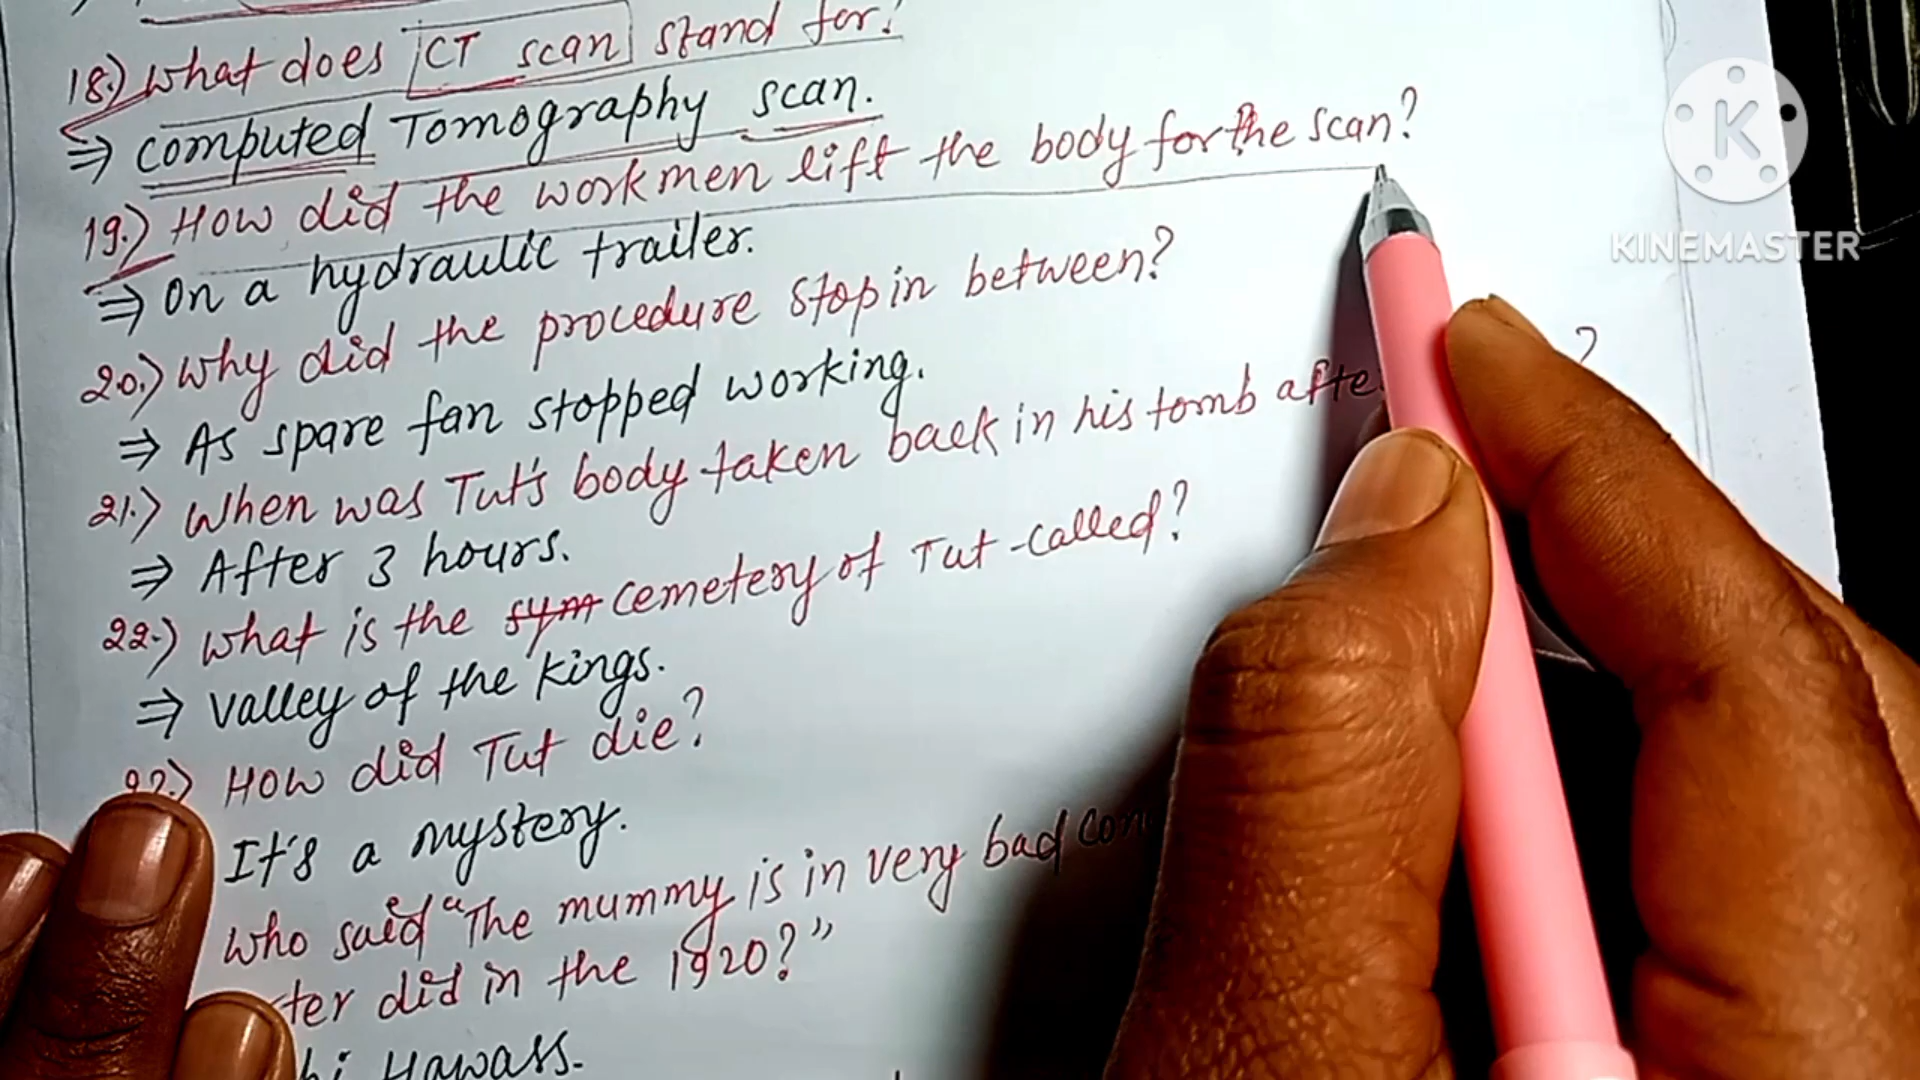 18.) What does CT scan stand for?
⇒ Computed Tomography scan.
19.) How did the workmen lift the body for the scan?
⇒ On a hydraulic trailer.
20.) Why did the procedure stop in between?
⇒ As spare fan stopped working.
21.) When was Tut's body taken back in his tomb after ?
⇒ After 3 hours.
22.) What is the sym cemetery of Tut-called?
⇒ Valley of the kings.
How did Tut die?
It's a mystery.
who said "The mummy is in very bad
did in the 1920?"
Hawass.
K
KINEMASTER